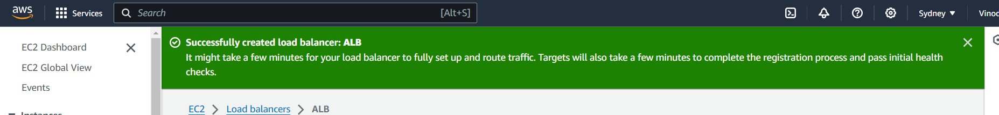 aws
Services
Search
[Alt+S]
Sydney
Vinod
EC2 Dashboard
EC2 Global View
Events
Instances
Successfully created load balancer: ALB
It might take a few minutes for your load balancer to fully set up and route traffic. Targets will also take a few minutes to complete the registration process and pass initial health
checks.
EC2 > Load balancers > ALB